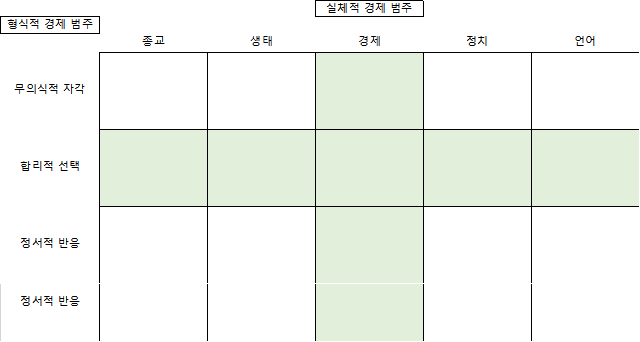 실체적 경제 범주
형식적 경제 범주
종교 생태 경제 정치 언어
무의식적 자각
합리적 선택
정서적 반응
정서적 반응